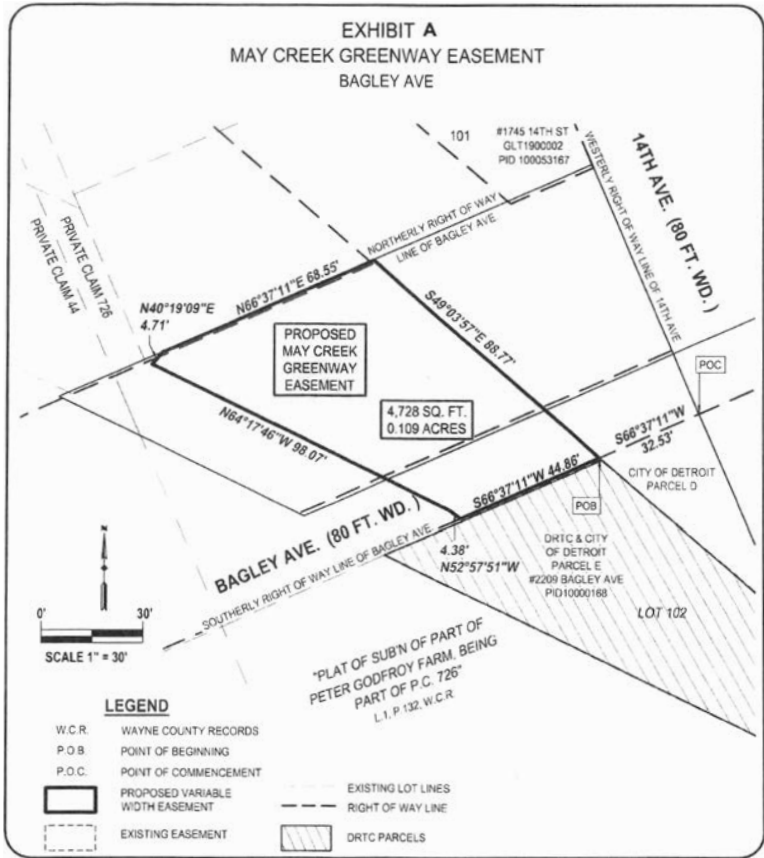 EXHIBIT A
MAY CREEK GREENWAY EASEMENT
BAGLEY AVE
101
#1745 14TH ST
GLT1900002
PID 100053167
14TH AVE. (80 FT. WD.)
WESTERLY RIGHT OF WAY LINE OF 14TH AVE
NORTHERLY RIGHT OF WAY
LINE OF BAGLEY AVE
PRIVATE CLAIM 726
PRIVATE CLAIM 44
N40°19'09"E
4.71'
N66°37'11"E 68.55'
S49°03'57"E 88.77'
PROPOSED
MAY CREEK
GREENWAY
EASEMENT
4,728 SQ. FT.
0.109 ACRES
N64°17'46"W 98.07'
POC
S66°37'11"W
32.53'
S66°37'11"W 44.86'
CITY OF DETROIT
PARCEL D
POB
BAGLEY AVE. (80 FT. WD.)
SOUTHERLY RIGHT OF WAY LINE OF BAGLEY AVE
4.38'
N52°57'51"W
DRTC & CITY
OF DETROIT
PARCEL E
#2209 BAGLEY AVE
PID10000168
LOT 102
N
0' 30'
SCALE 1" = 30'
"PLAT OF SUB'N OF PART OF
PETER GODFROY FARM, BEING
PART OF P.C. 726"
L.1, P.132, W.C.R.
LEGEND
W.C.R. WAYNE COUNTY RECORDS
P.O.B. POINT OF BEGINNING
P.O.C. POINT OF COMMENCEMENT
PROPOSED VARIABLE
WIDTH EASEMENT
EXISTING LOT LINES
RIGHT OF WAY LINE
EXISTING EASEMENT
DRTC PARCELS